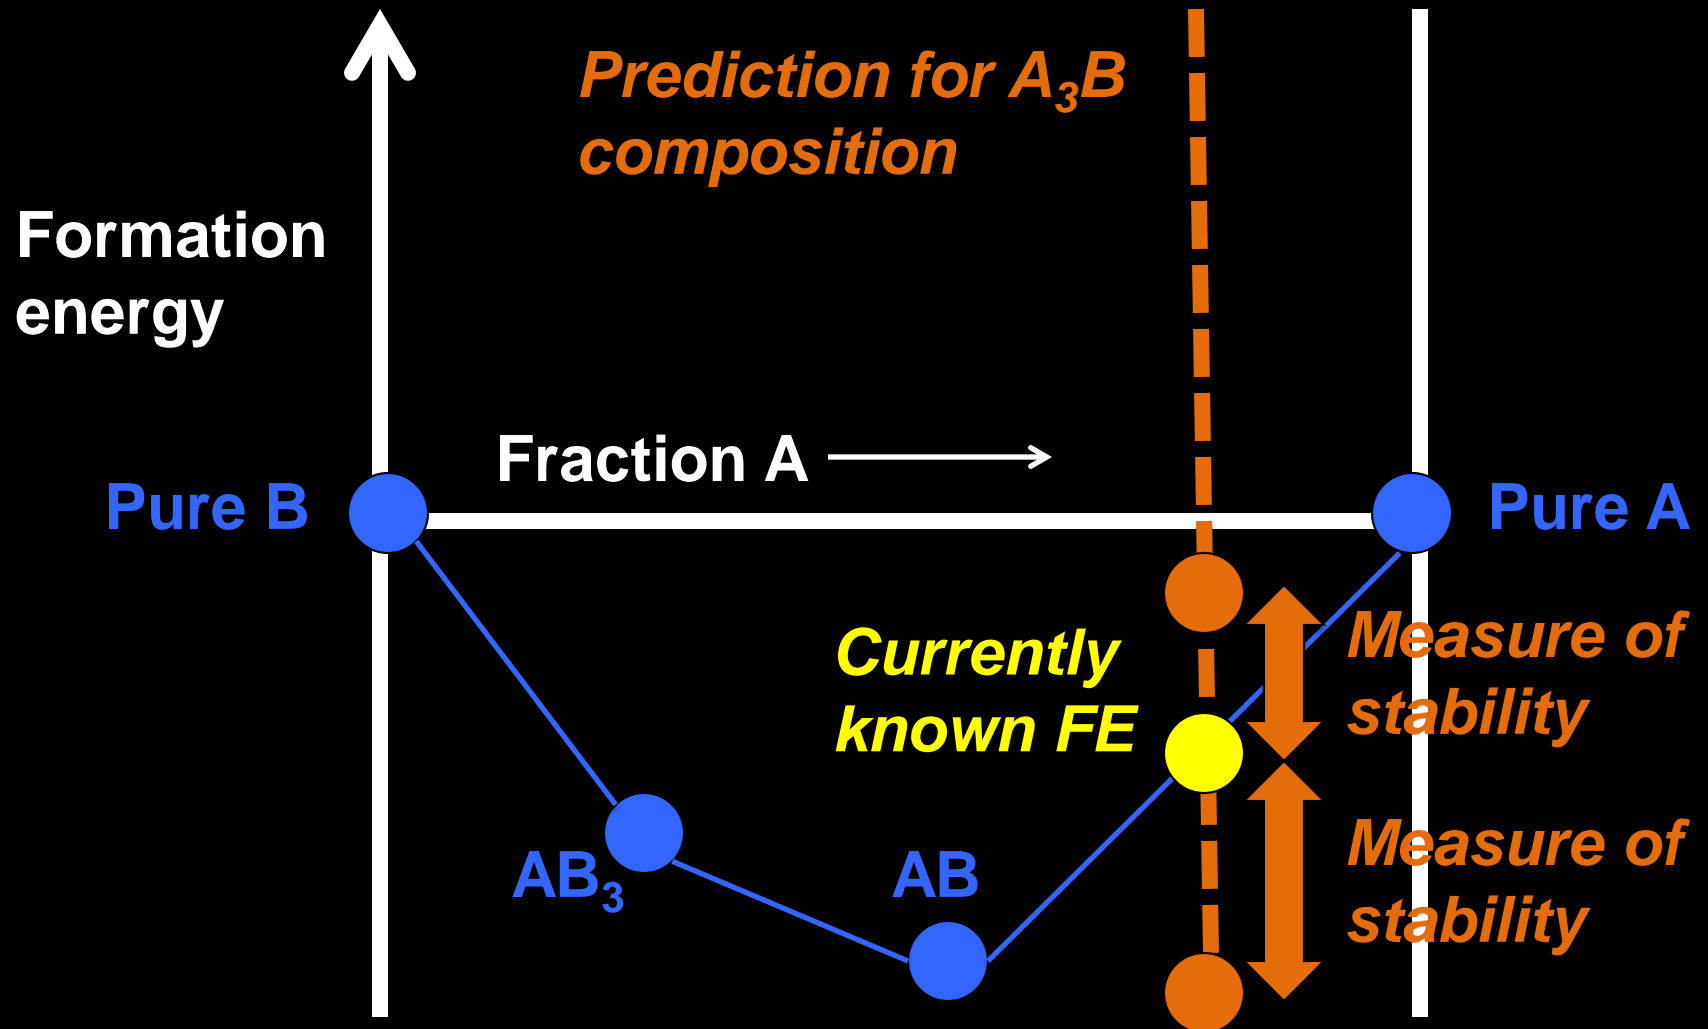 Prediction for A₃B
composition
Formation
energy
Fraction A
Pure B
Pure A
Currently
known FE
Measure of
stability
AB₃
AB
Measure of
stability